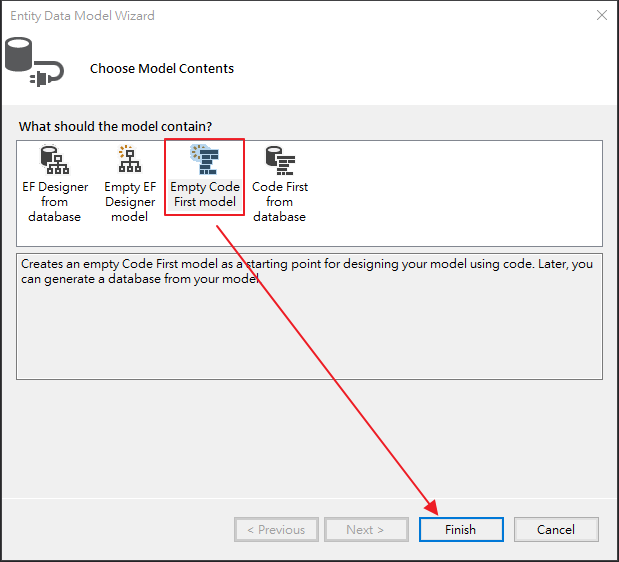 Entity Data Model Wizard
Choose Model Contents
What should the model contain?
EF Designer
from
database
Empty EF
Designer
model
Empty Code
First model
Code First
from
database
Creates an empty Code First model as a starting point for designing your model using code. Later, you
can generate a database from your model
< Previous
Next >
Finish
Cancel